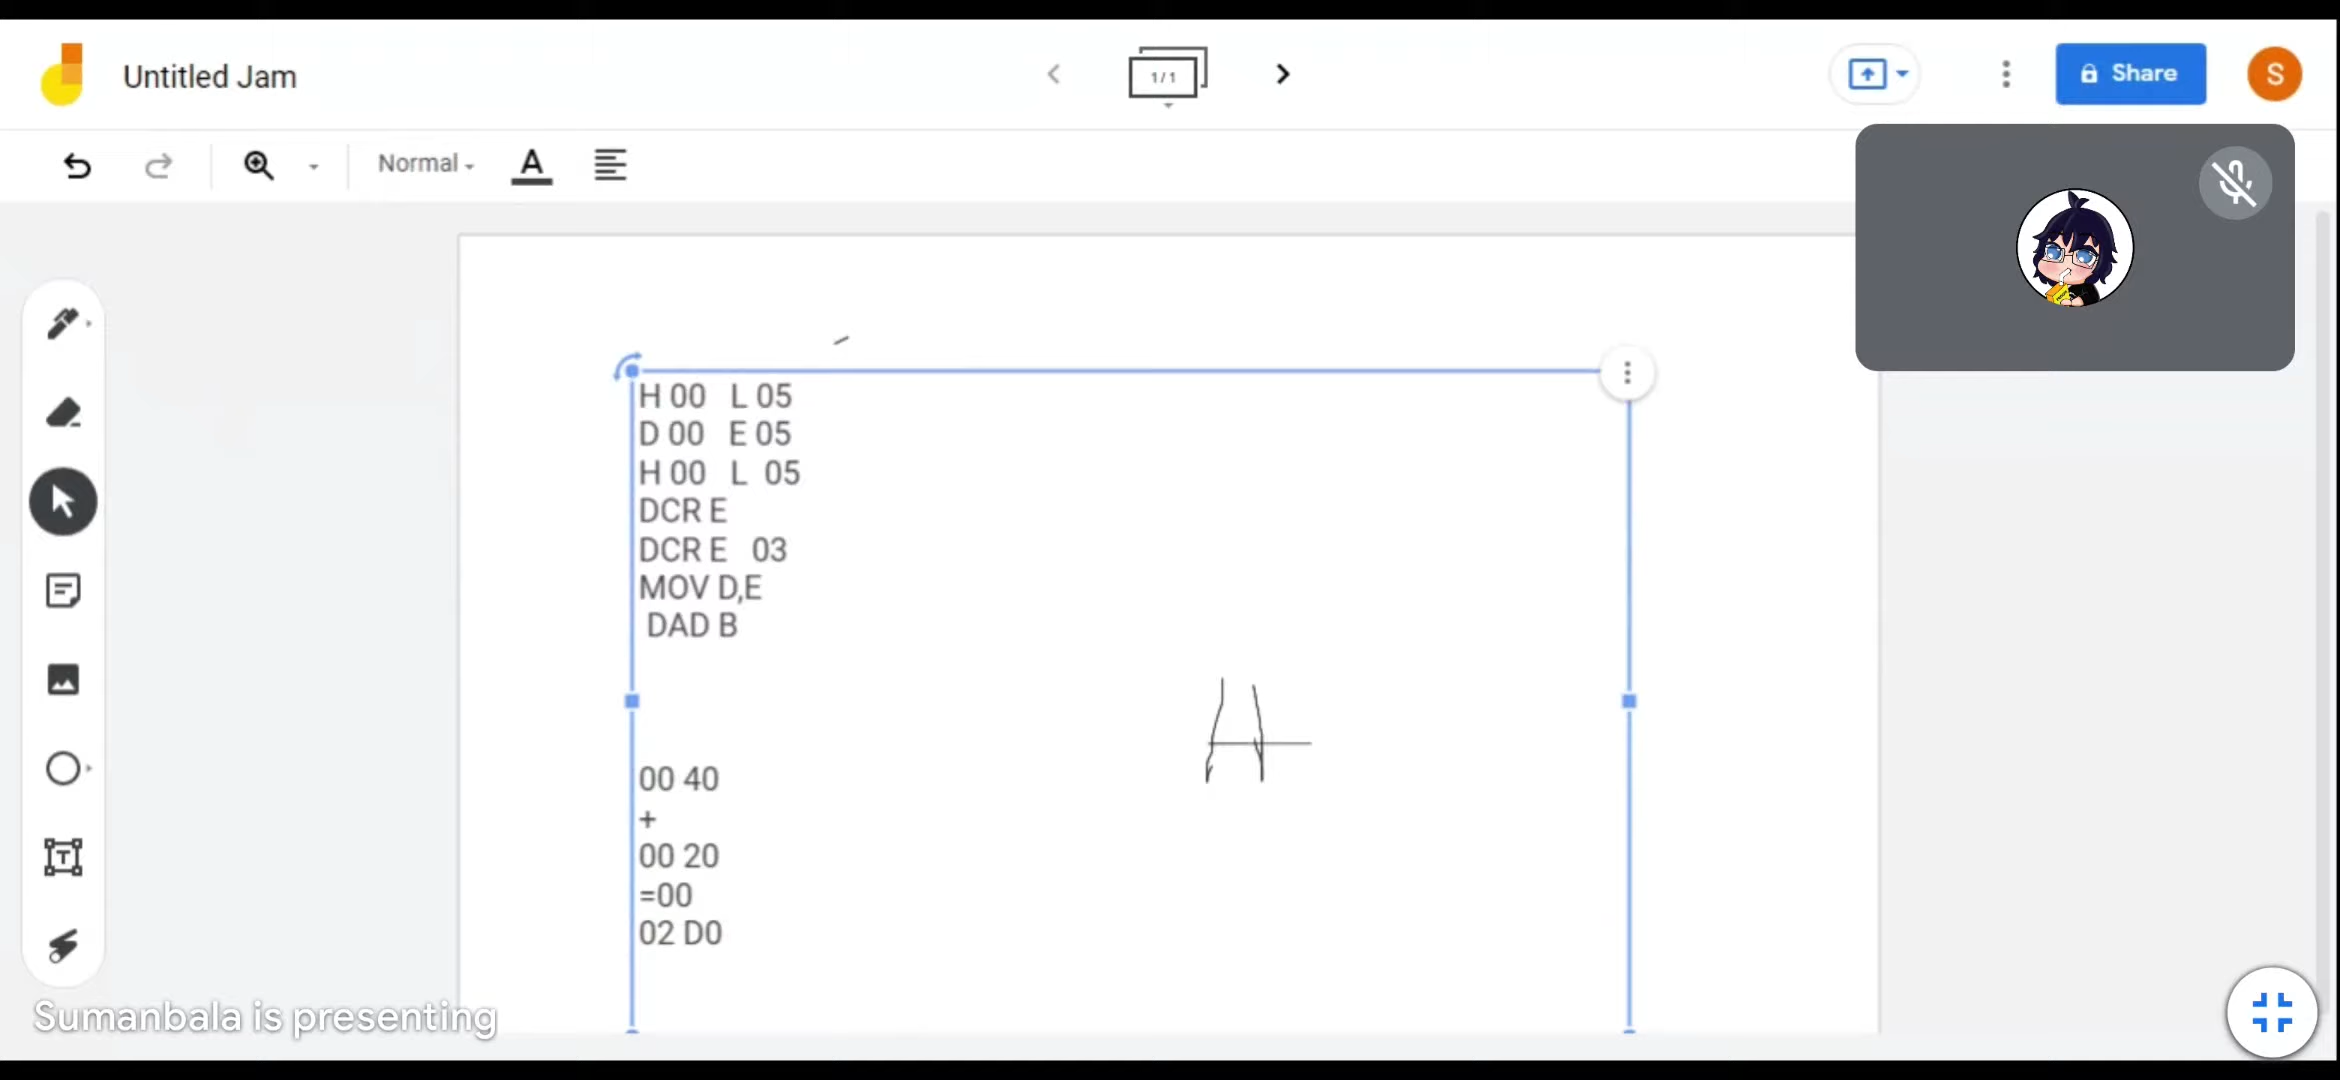 Untitled Jam
1/1
Share
S
Normal
A
H 00 L 05
D 00 E 05
H 00 L 05
DCR E
DCR E 03
MOV D,E
DAD B
00 40
+
00 20
=00
02 D0
Sumanbala is presenting